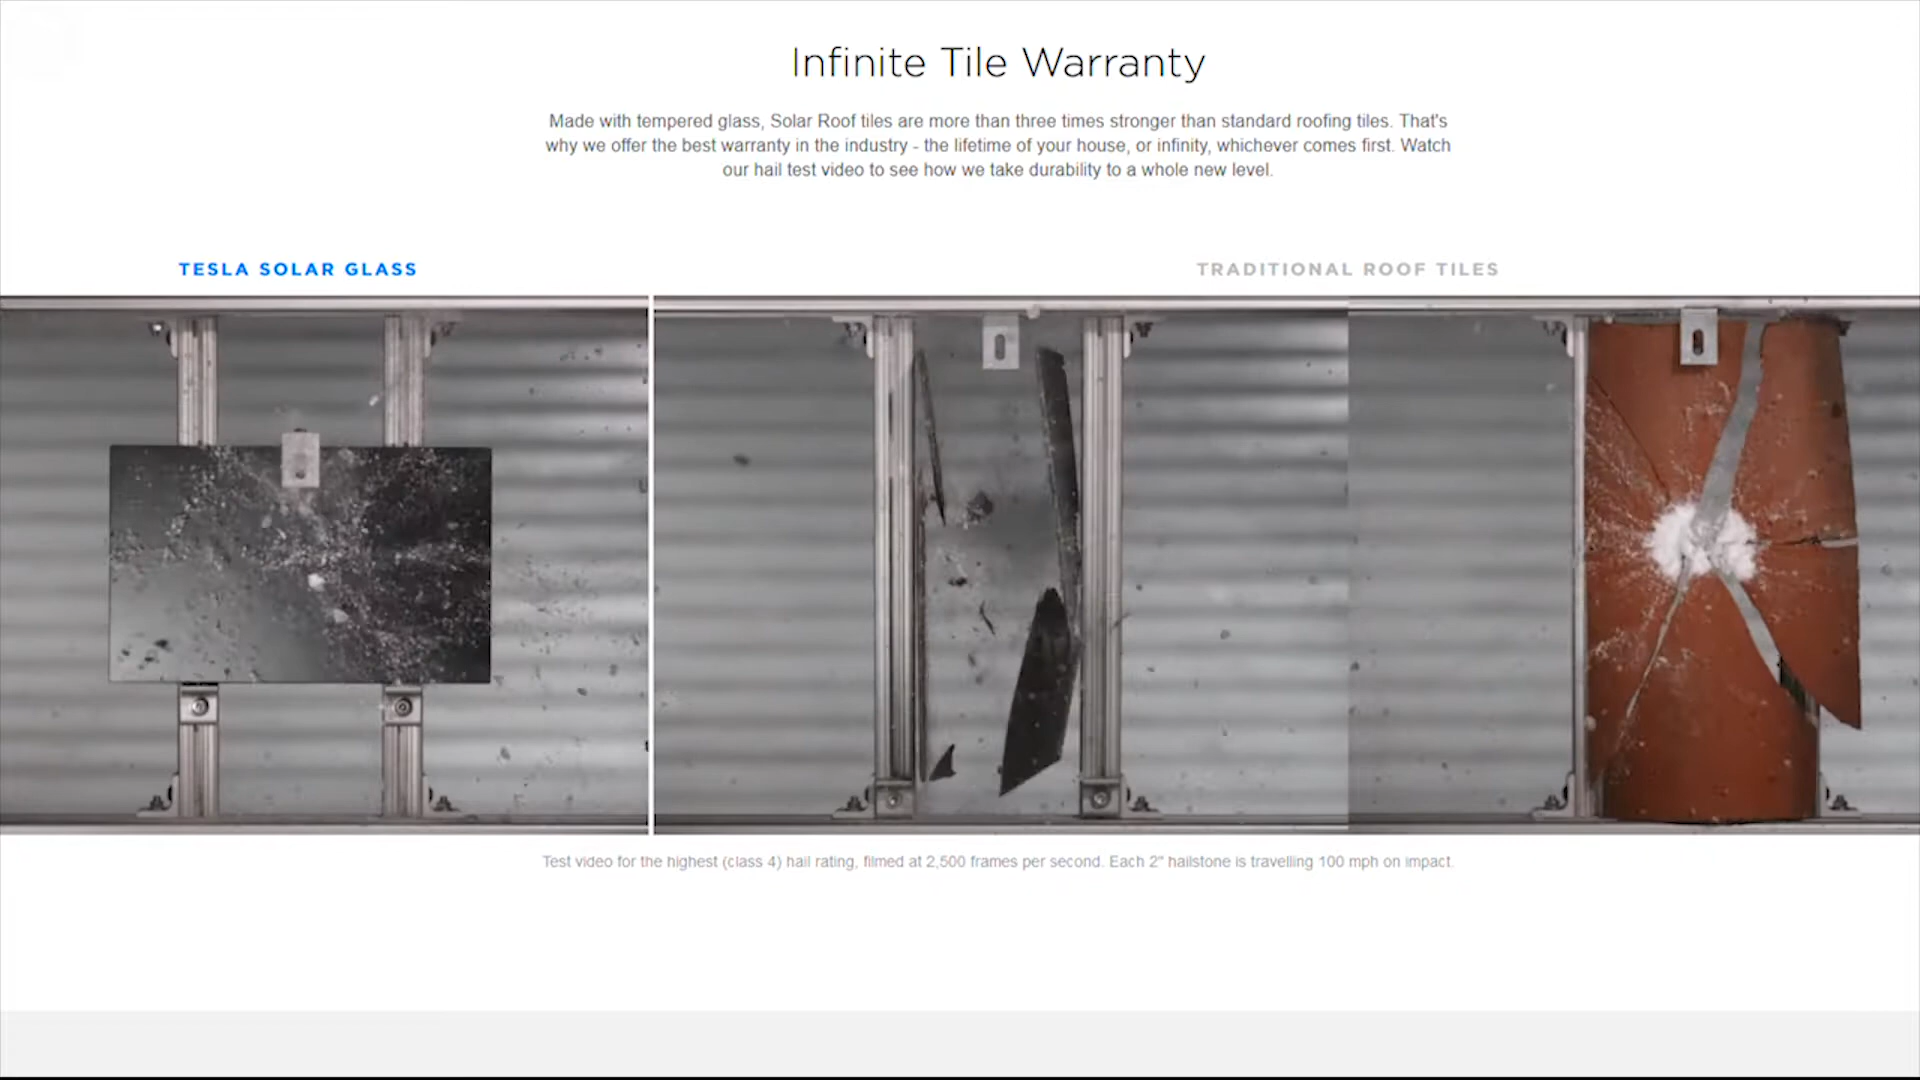 Infinite Tile Warranty
Made with tempered glass, Solar Roof tiles are more than three times stronger than standard roofing tiles. That's
why we offer the best warranty in the industry - the lifetime of your house, or infinity, whichever comes first. Watch
our hail test video to see how we take durability to a whole new level.
TESLA SOLAR GLASS
TRADITIONAL ROOF TILES
Test video for the highest (class 4) hail rating, filmed at 2,500 frames per second. Each 2" hailstone is travelling 100 mph on impact.